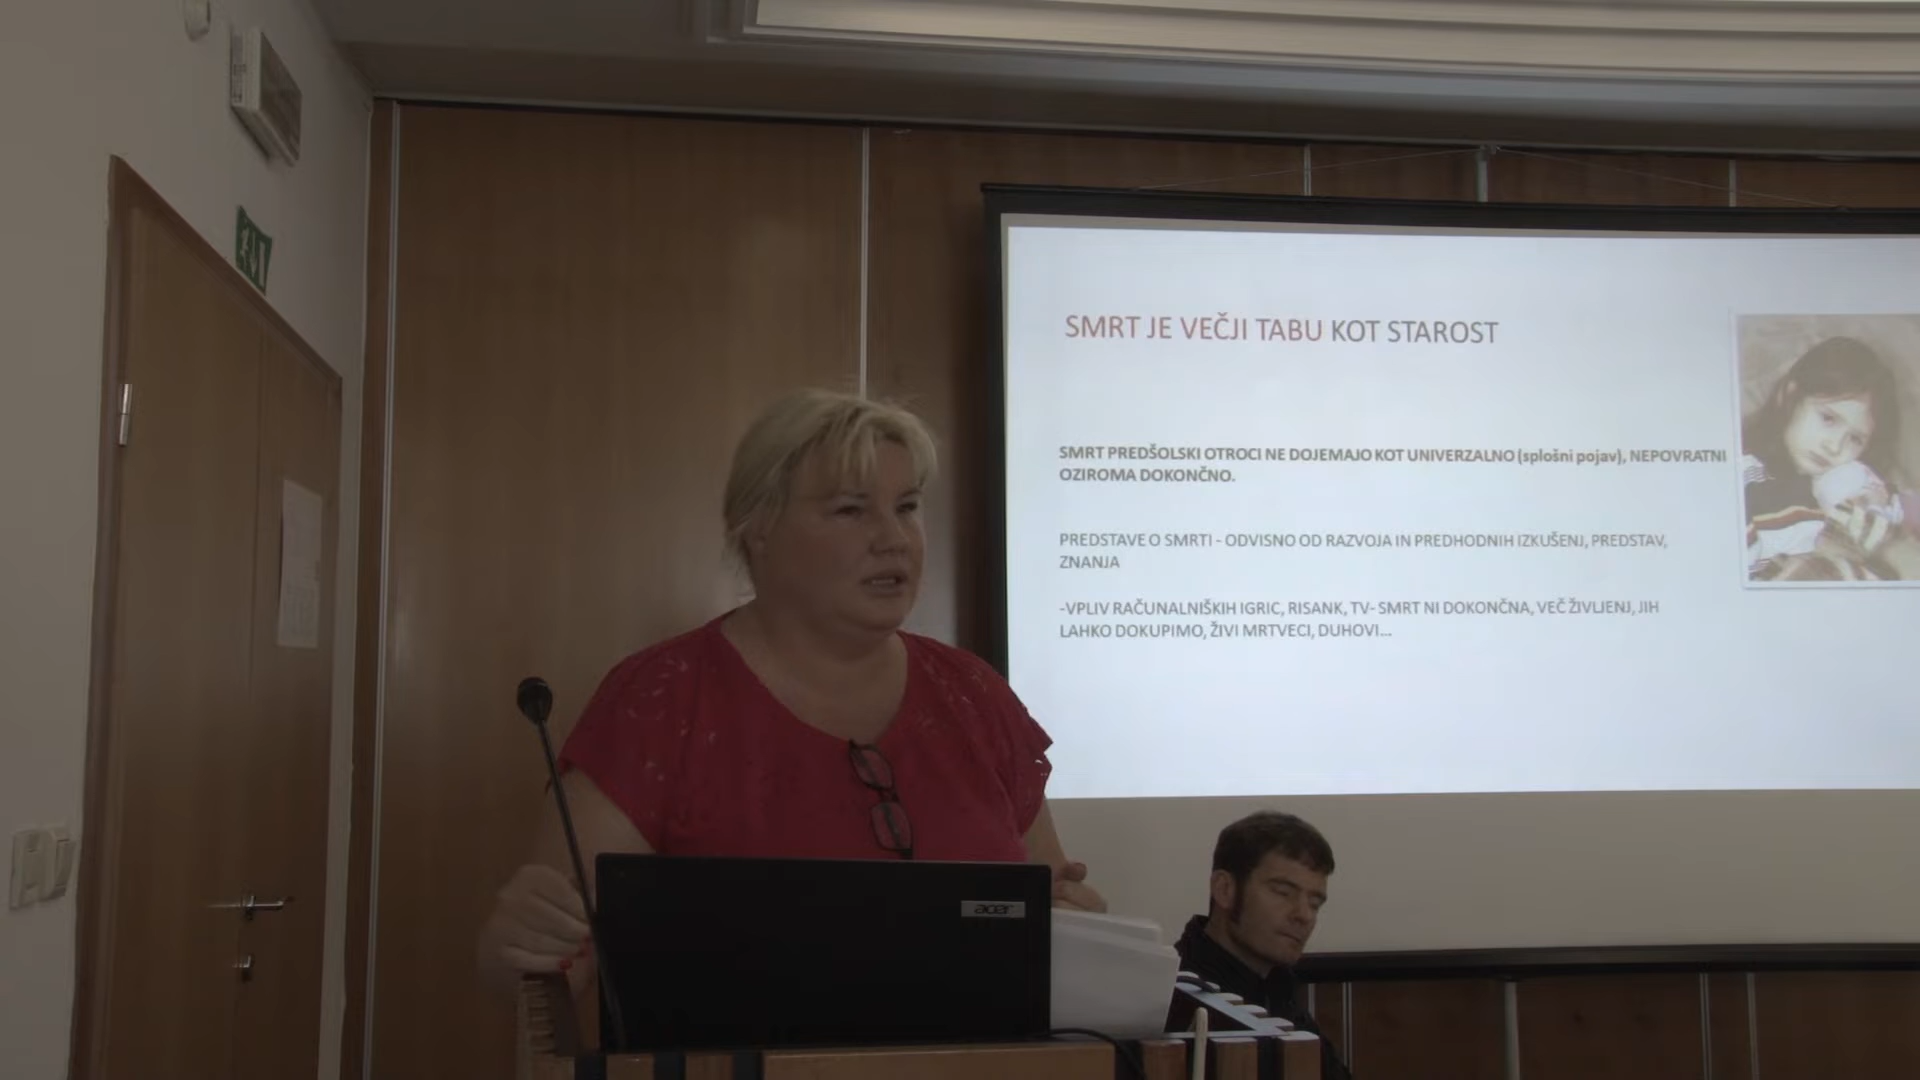 SMRT JE VEČJI TABU KOT STAROST
SMRT PREDŠOLSKI OTROCI NE DOJEMAJO KOT UNIVERZALNO (splošni pojav), NEPOVRATNI
OZIROMA DOKONČNO.
PREDSTAVE O SMRTI - ODVISNO OD RAZVOJA IN PREDHODNIH IZKUŠENJ, PREDSTAV,
ZNANJA
-VPLIV RAČUNALNIŠKIH IGRIC, RISANK, TV- SMRT NI DOKONČNA, VEČ ŽIVLJENJ, JIH
LAHKO DOKUPIMO, ŽIVI MRTVECI, DUHOVI...
acer